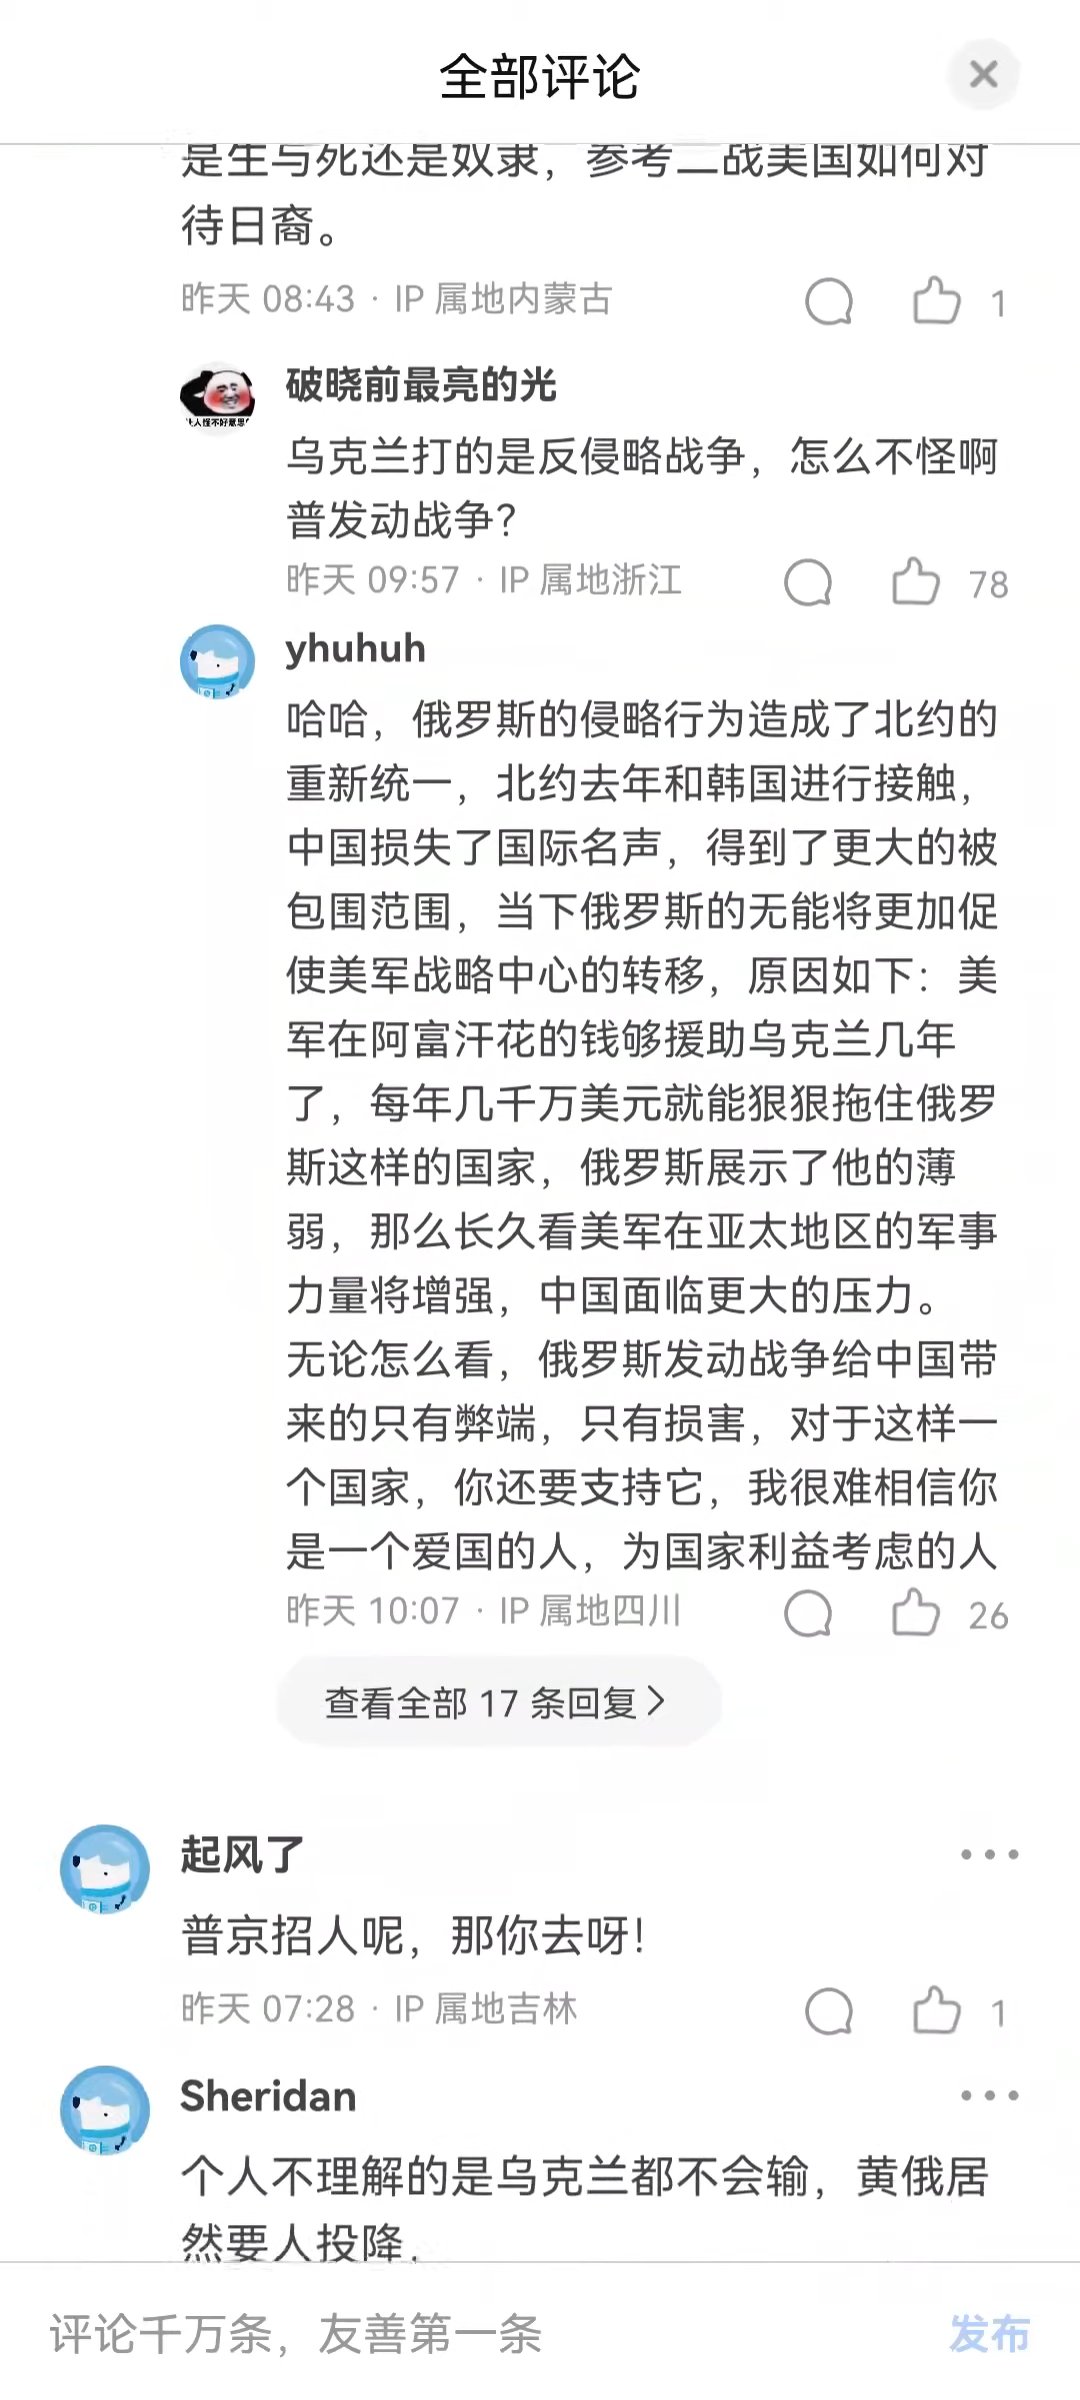 全部评论
是生与死还是奴隶，参考二战美国如何对
待日裔。
昨天 08:43 · IP 属地内蒙古
1
破晓前最亮的光
乌克兰打的是反侵略战争，怎么不怪啊
普发动战争？
昨天 09:57 · IP 属地浙江
78
yhuhuh
哈哈，俄罗斯的侵略行为造成了北约的
重新统一，北约去年和韩国进行接触，
中国损失了国际名声，得到了更大的被
包围范围，当下俄罗斯的无能将更加促
使美军战略中心的转移，原因如下：美
军在阿富汗花的钱够援助乌克兰几年
了，每年几千万美元就能狠狠拖住俄罗
斯这样的国家，俄罗斯展示了他的薄
弱，那么长久看美军在亚太地区的军事
力量将增强，中国面临更大的压力。
无论怎么看，俄罗斯发动战争给中国带
来的只有弊端，只有损害，对于这样一
个国家，你还要支持它，我很难相信你
是一个爱国的人，为国家利益考虑的人
昨天 10:07 · IP 属地四川
26
查看全部 17 条回复
起风了
普京招人呢，那你去呀！
昨天 07:28 · IP 属地吉林
1
Sheridan
个人不理解的是乌克兰都不会输，黄俄居
然要人投降.
评论千万条，友善第一条
发布